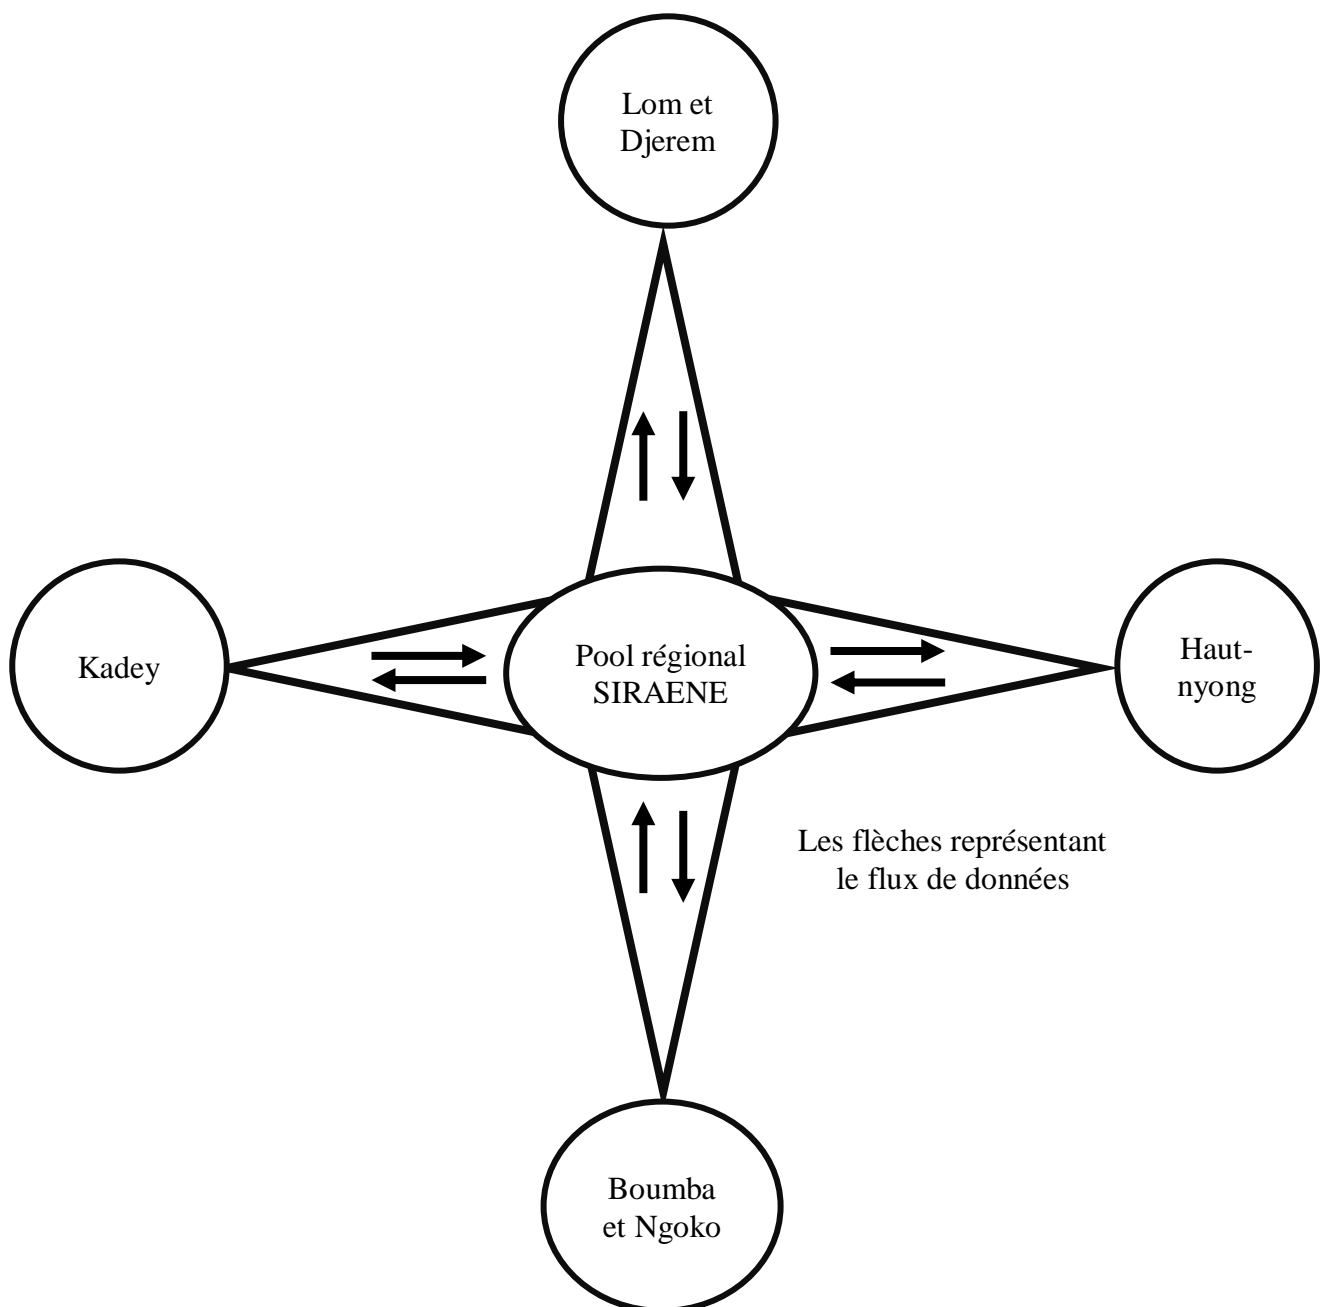 Lom et
Djerem
Kadey
Pool régional
SIRAENE
Haut-
nyong
Les flèches représentant
le flux de données
Boumba
et Ngoko